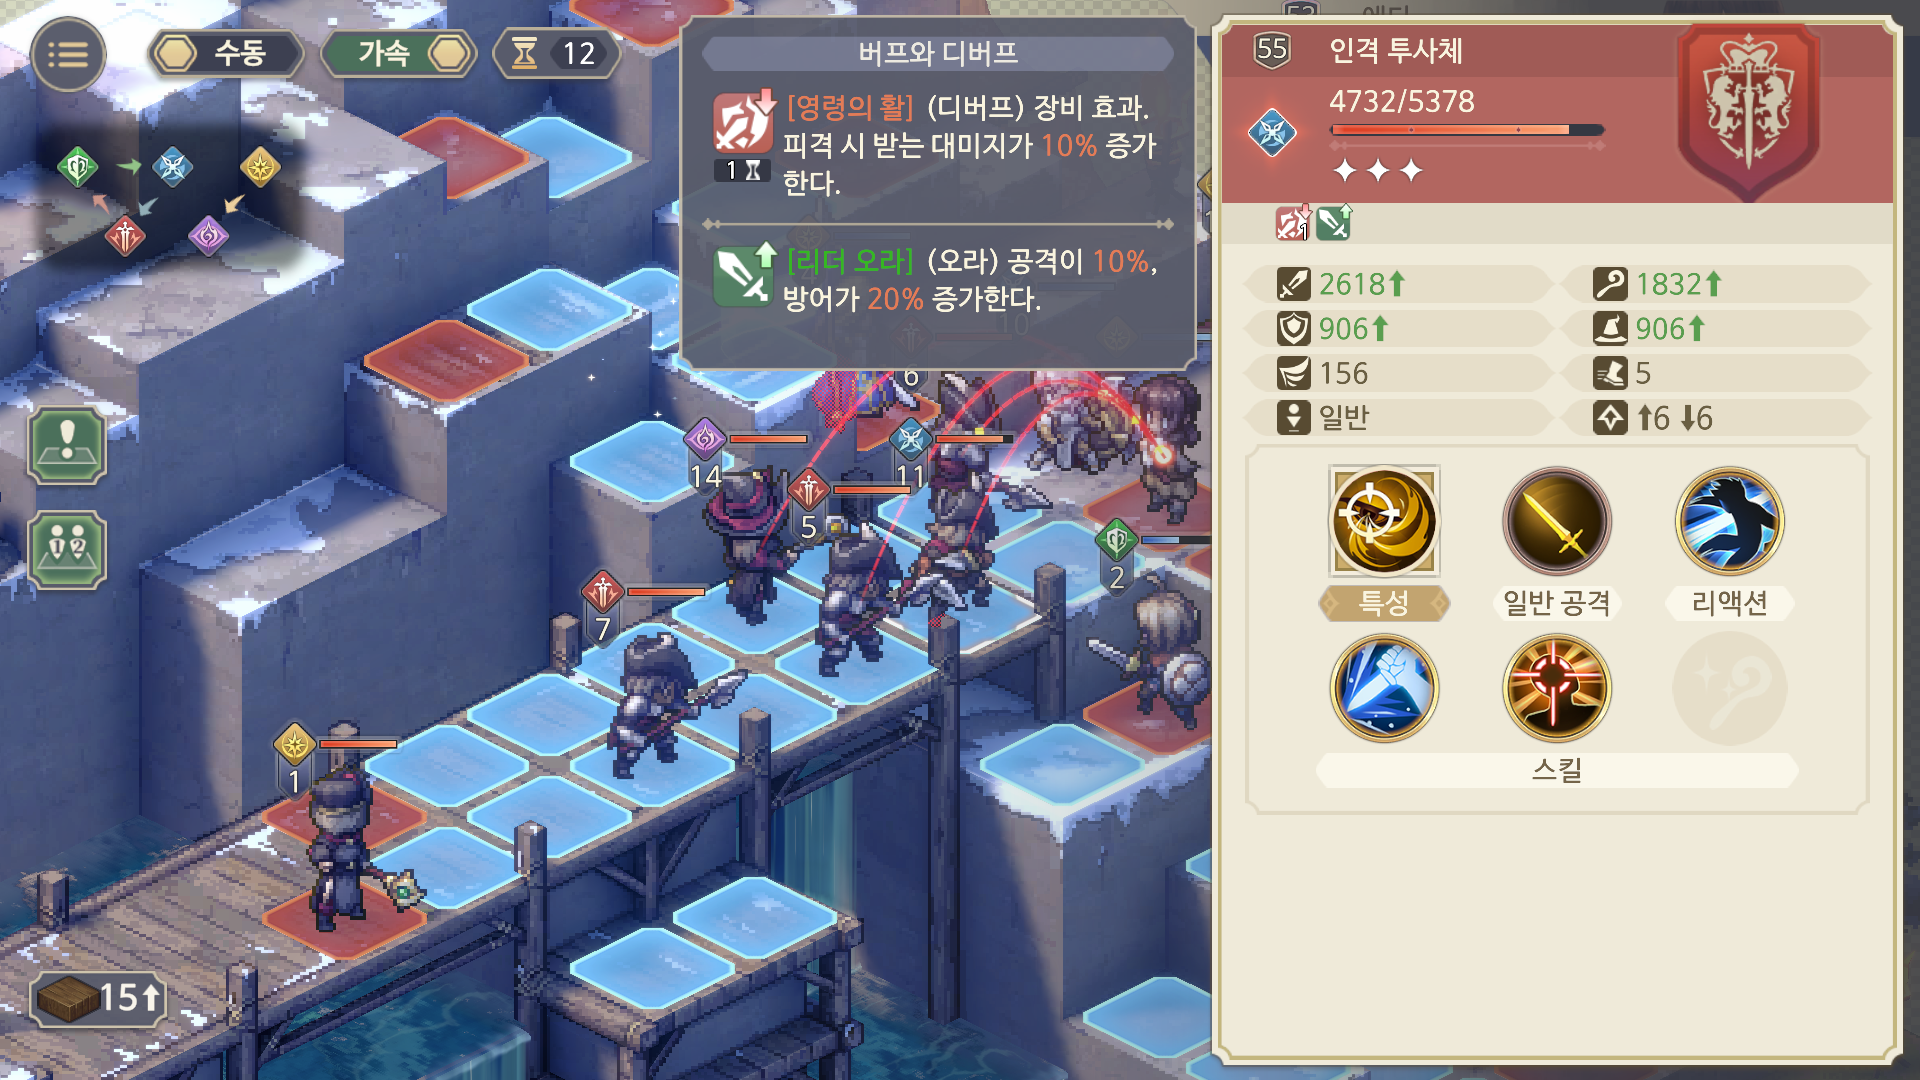 수동
가속
12
버프와 디버프
[영령의 활] (디버프) 장비 효과.
피격 시 받는 대미지가 10% 증가
한다.
1
[리더 오라] (오라) 공격이 10%,
방어가 20% 증가한다.
55
인격 투사체
4732/5378
1
2618
1832
906
906
156
5
일반
6 6
특성
일반 공격
리액션
스킬
6
14
11
5
2
7
1
15